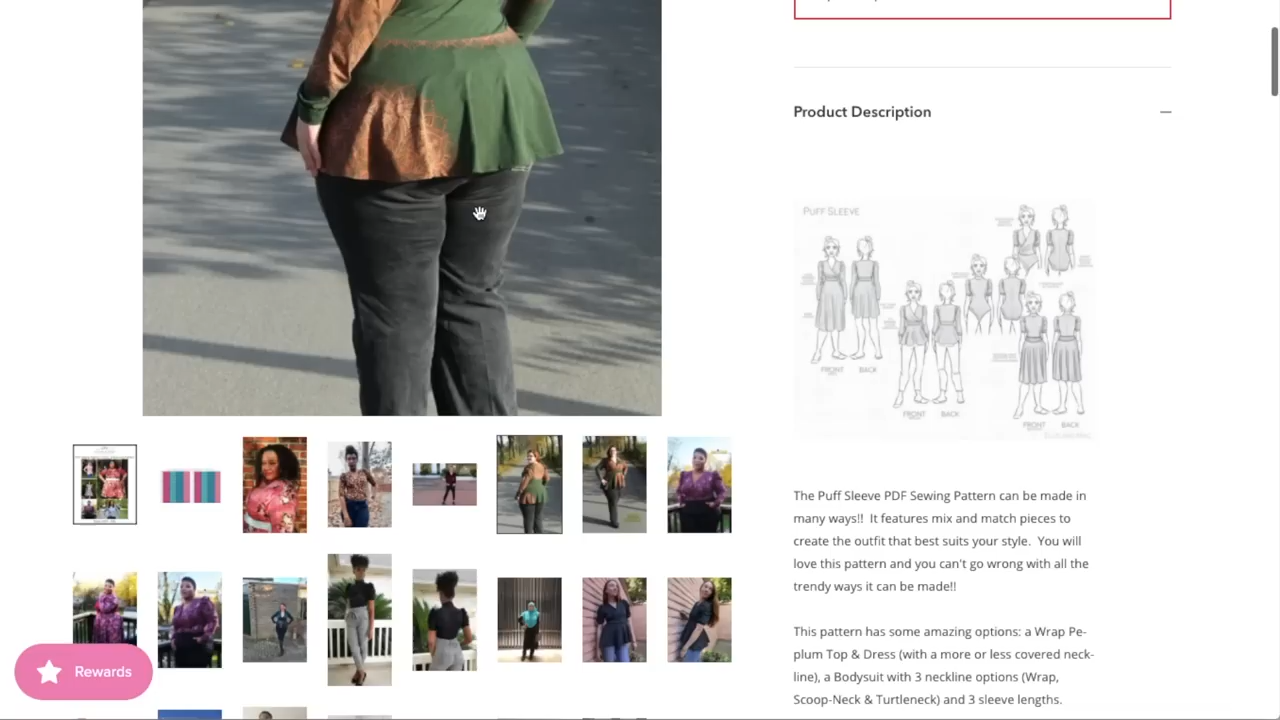 Product Description
PUFF SLEEVE
FRONT
BACK
FRONT
BACK
FRONT
BACK
The Puff Sleeve PDF Sewing Pattern can be made in
many ways!!  It features mix and match pieces to
create the outfit that best suits your style.  You will
love this pattern and you can't go wrong with all the
trendy ways it can be made!!
This pattern has some amazing options: a Wrap Pe-
plum Top & Dress (with a more or less covered neck-
line), a Bodysuit with 3 neckline options (Wrap,
Scoop-Neck & Turtleneck) and 3 sleeve lengths.
Rewards